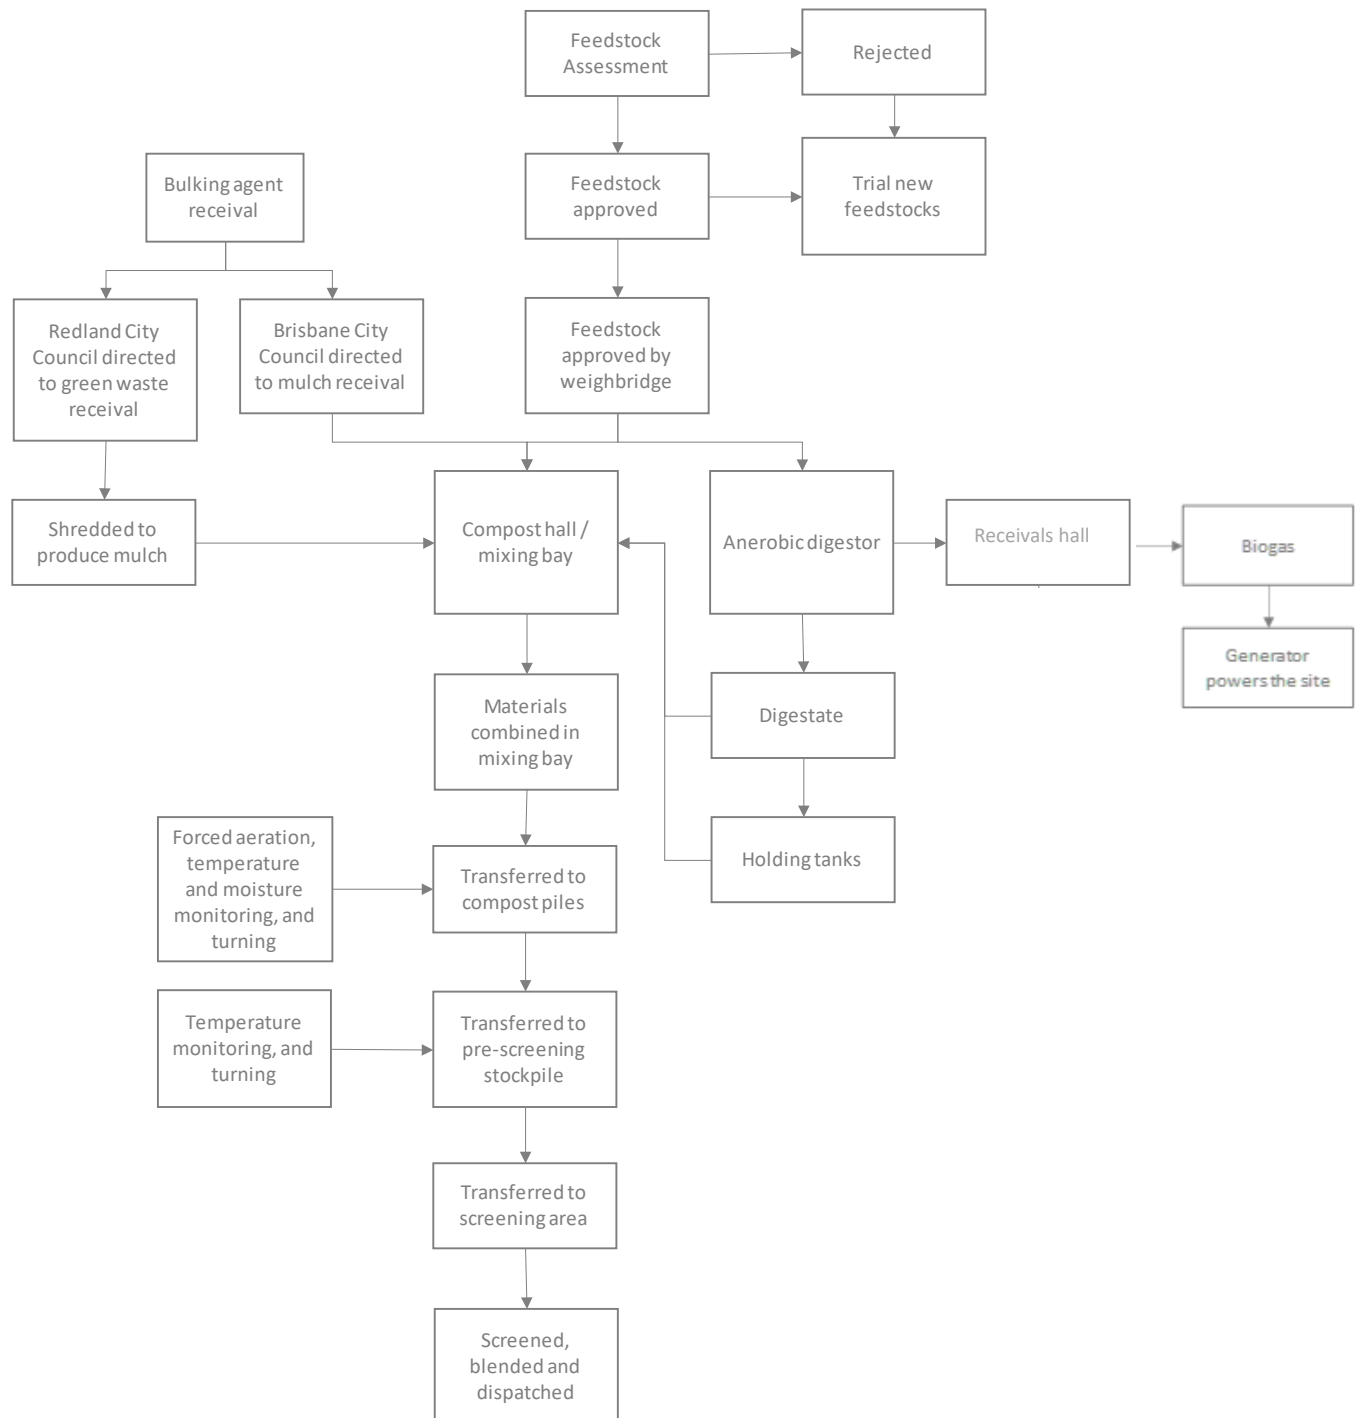 Feedstock
Assessment
Rejected
Bulking agent
receival
Feedstock
approved
Trial new
feedstocks
Redland City
Council directed
to green waste
receival
Brisbane City
Council directed
to mulch receival
Feedstock
approved by
weighbridge
Shredded to
produce mulch
Compost hall /
mixing bay
Anerobic digestor
Receivals hall
Biogas
Generator
powers the site
Materials
combined in
mixing bay
Digestate
Forced aeration,
temperature
and moisture
monitoring, and
turning
Transferred to
compost piles
Holding tanks
Temperature
monitoring, and
turning
Transferred to
pre-screening
stockpile
Transferred to
screening area
Screened,
blended and
dispatched